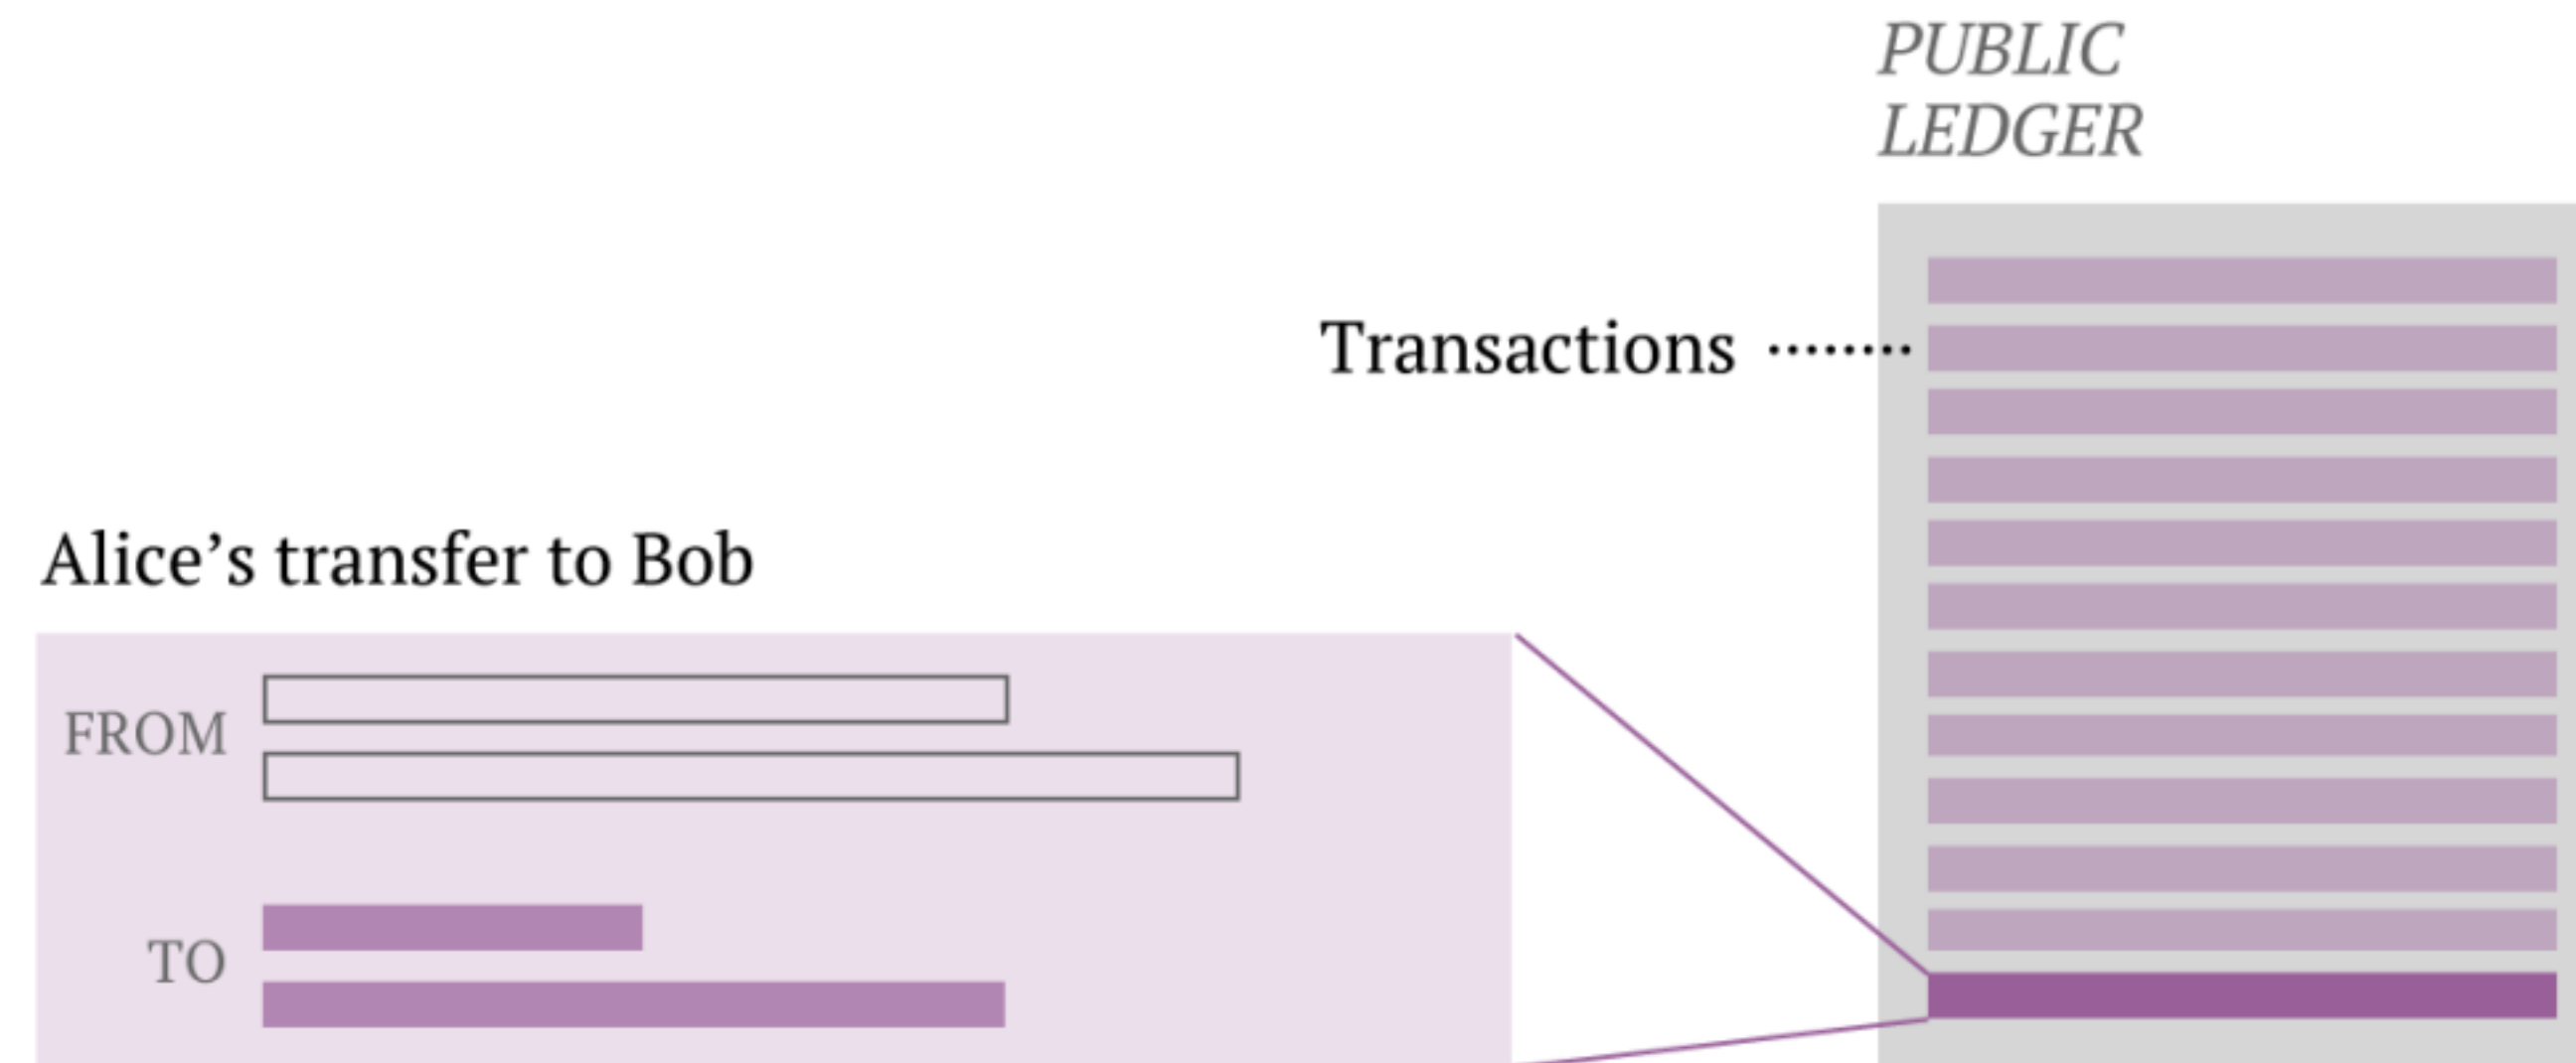 PUBLIC
LEDGER
Transactions
Alice’s transfer to Bob
FROM
TO